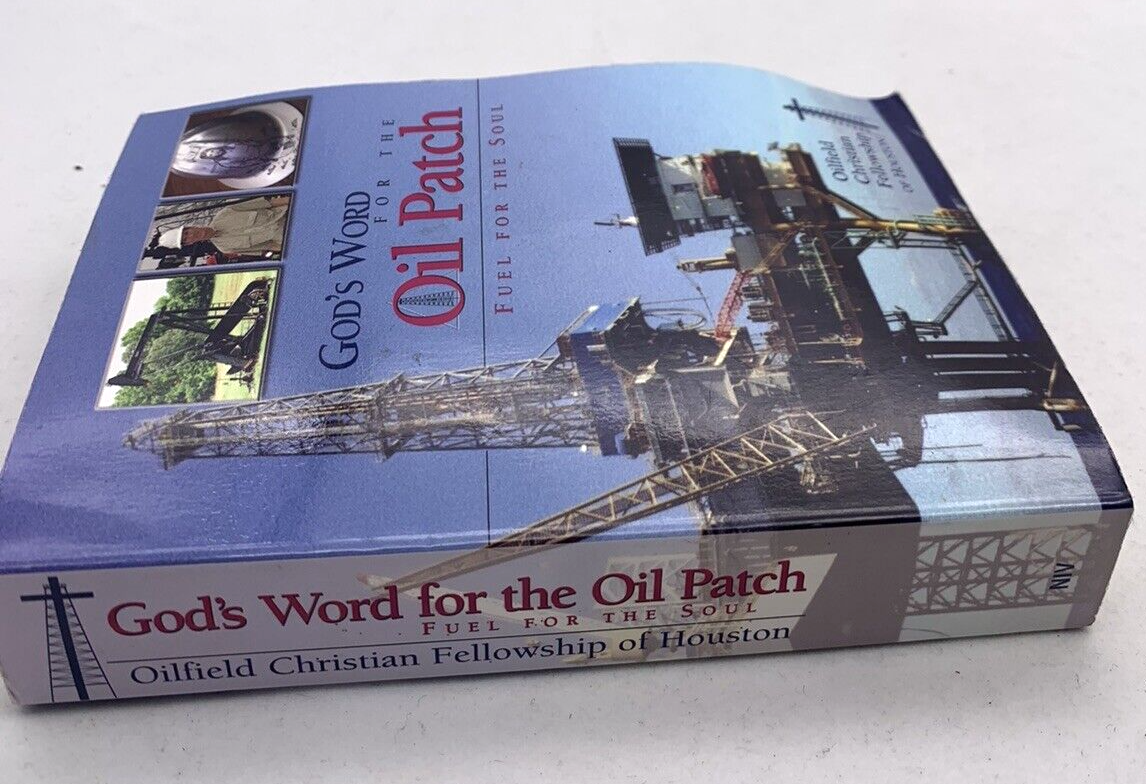 GOD'S WORD
FOR THE
Oil Patch
FUEL FOR THE SOUL
Oilfield
Christian
Fellowship
OF HOUSTON
God's Word for the Oil Patch
FUEL FOR THE SOUL
Oilfield Christian Fellowship of Houston
NIV